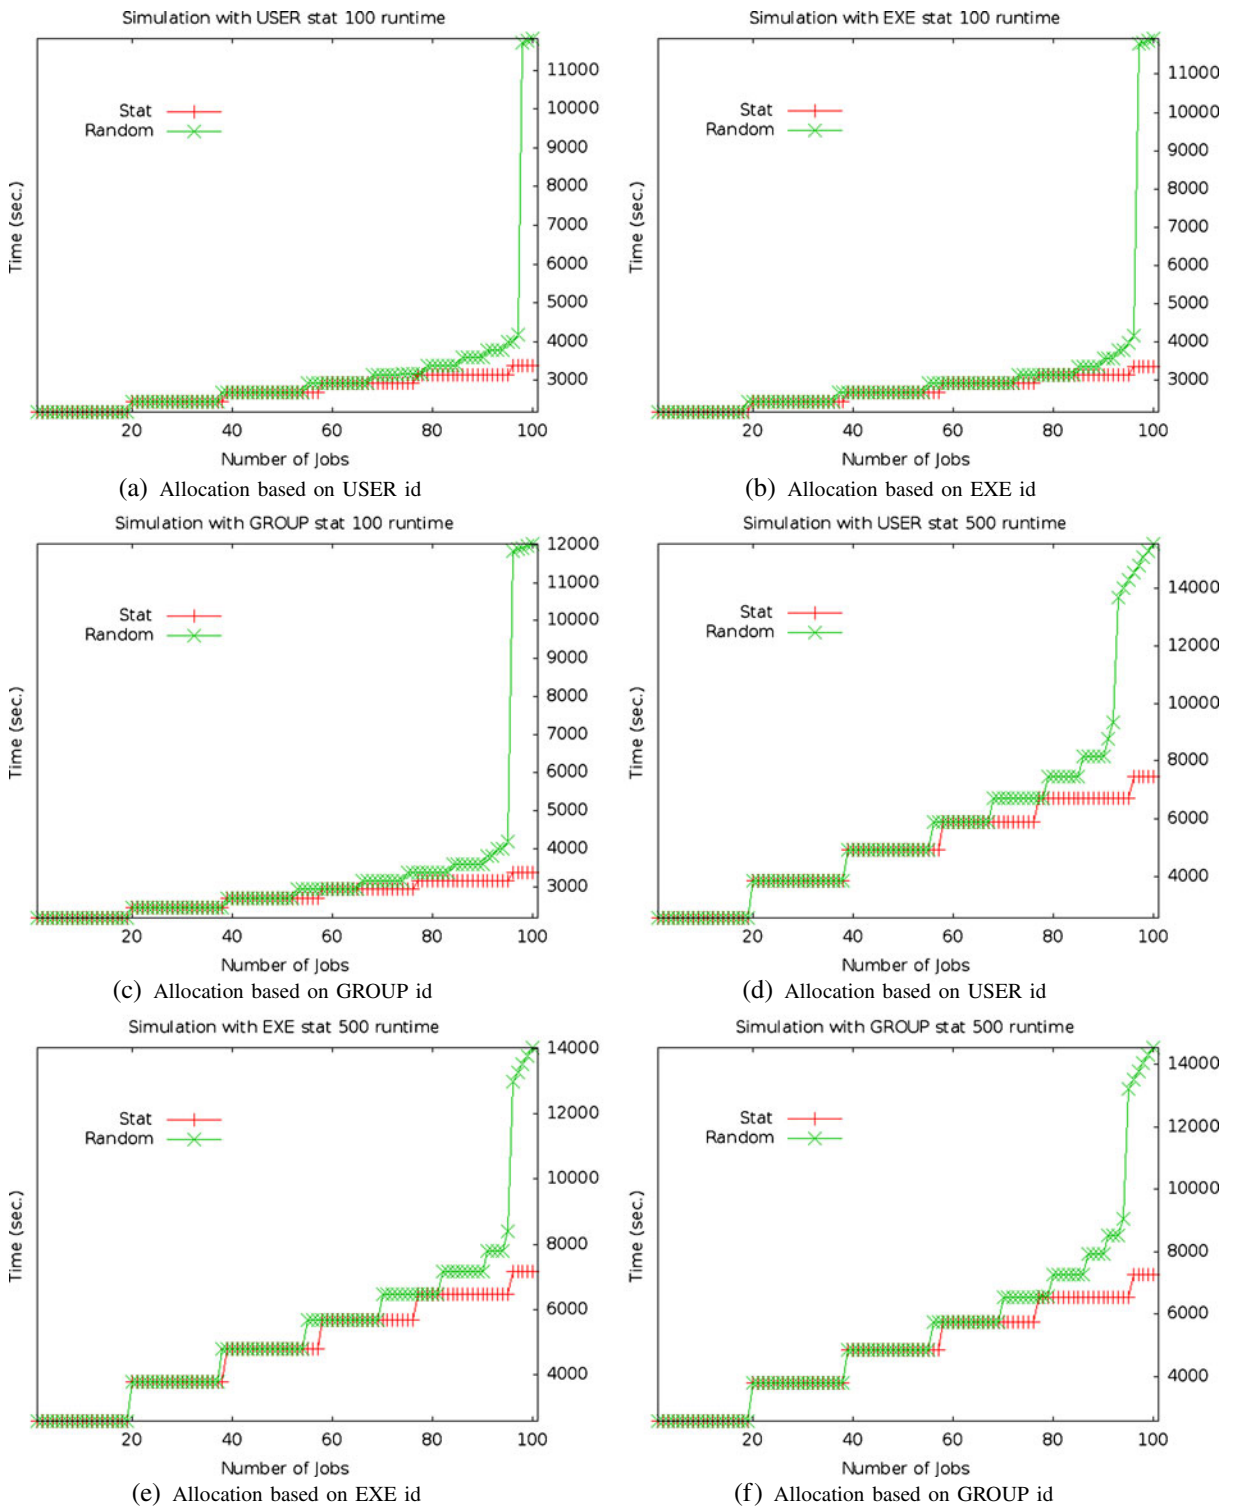 Simulation with USER stat 100 runtime
Time (sec.)
Stat
Random
11000
10000
9000
8000
7000
6000
5000
4000
3000
20 40 60 80 100
Number of Jobs
(a) Allocation based on USER id
Simulation with EXE stat 100 runtime
Time (sec.)
Stat
Random
11000
10000
9000
8000
7000
6000
5000
4000
3000
20 40 60 80 100
Number of Jobs
(b) Allocation based on EXE id
Simulation with GROUP stat 100 runtime
Time (sec.)
Stat
Random
12000
11000
10000
9000
8000
7000
6000
5000
4000
3000
20 40 60 80 100
Number of Jobs
(c) Allocation based on GROUP id
Simulation with USER stat 500 runtime
Time (sec.)
Stat
Random
14000
12000
10000
8000
6000
4000
20 40 60 80 100
Number of Jobs
(d) Allocation based on USER id
Simulation with EXE stat 500 runtime
Time (sec.)
Stat
Random
14000
12000
10000
8000
6000
4000
20 40 60 80 100
Number of Jobs
(e) Allocation based on EXE id
Simulation with GROUP stat 500 runtime
Time (sec.)
Stat
Random
14000
12000
10000
8000
6000
4000
20 40 60 80 100
Number of Jobs
(f) Allocation based on GROUP id